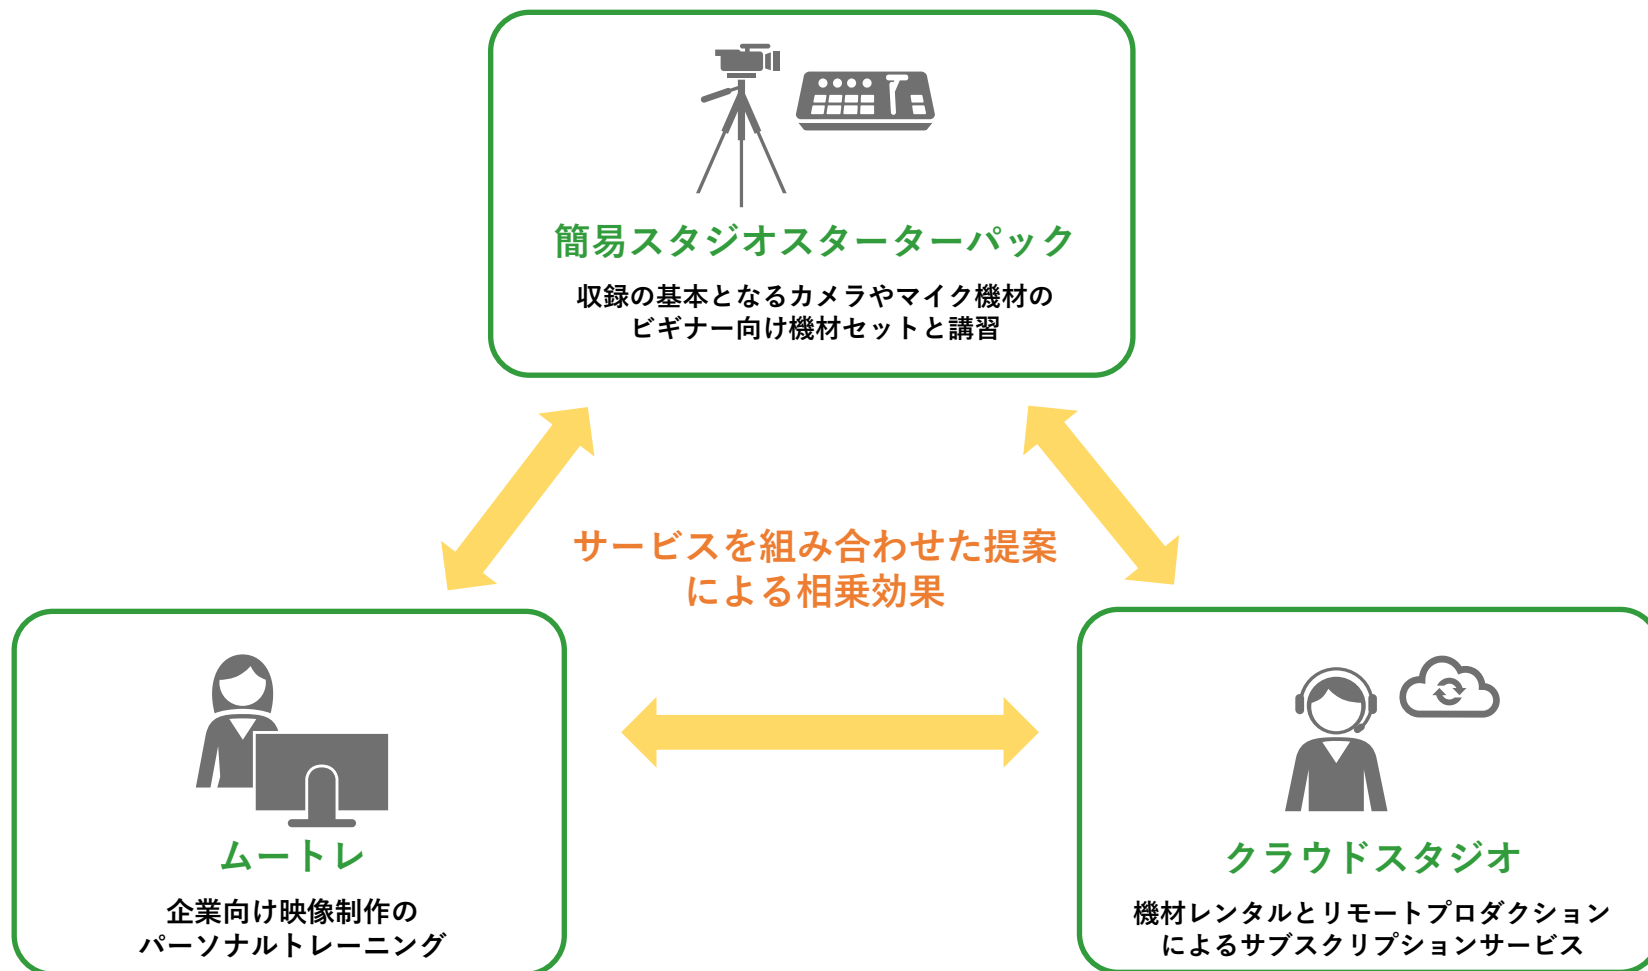 簡易スタジオスターターパック
収録の基本となるカメラやマイク機材の
ビギナー向け機材セットと講習
サービスを組み合わせた提案
による相乗効果
ムートレ
企業向け映像制作の
パーソナルトレーニング
クラウドスタジオ
機材レンタルとリモートプロダクション
によるサブスクリプションサービス